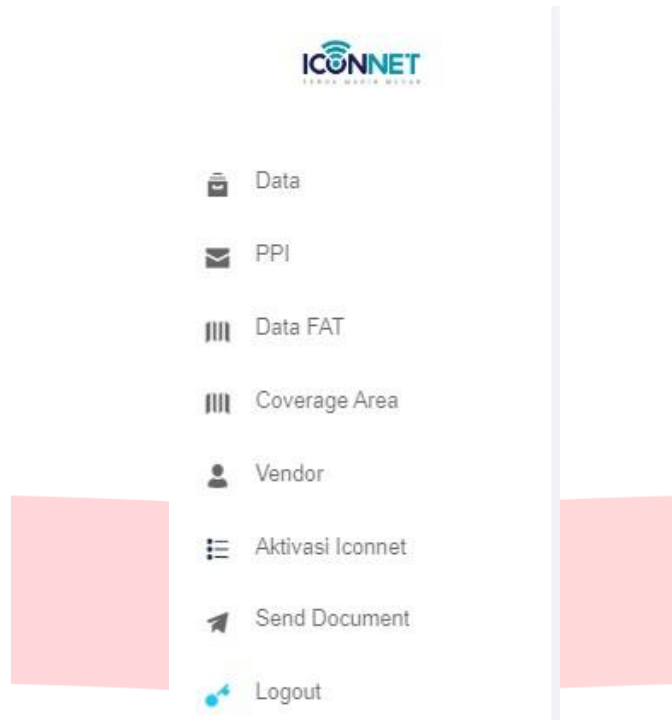 ICONNET
Data
PPI
Data FAT
Coverage Area
Vendor
Aktivasi Iconnet
Send Document
Logout